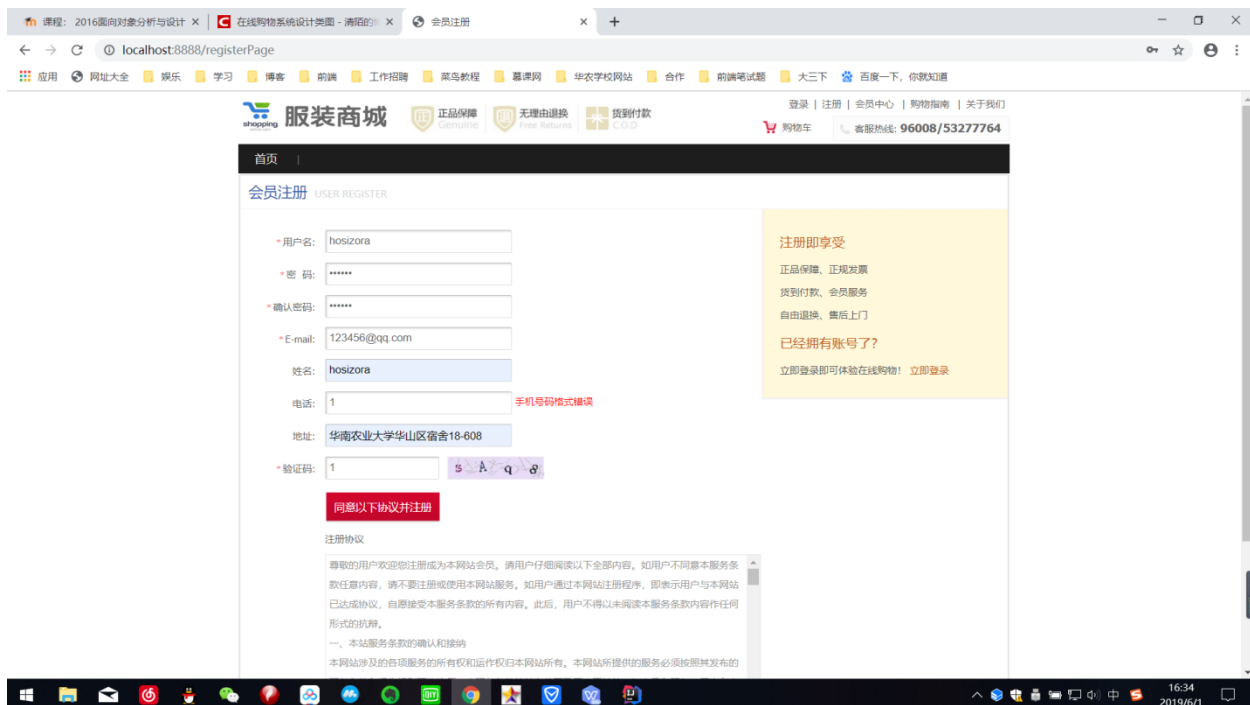 课程: 2016面向对象分析与设计
在线购物系统设计类图 - 清陌的
会员注册
localhost:8888/registerPage
应用 网址大全 娱乐 学习 博客 前端 工作招聘 菜鸟教程 慕课网 华农学校网站 合作 前端笔试题 大三下 百度一下，你就知道
shopping
服装商城
正品保障
Genuine
无理由退换
Free Returns
货到付款
C.O.D
登录 | 注册 | 会员中心 | 购物指南 | 关于我们
购物车
客服热线: 96008/53277764
首页 |
会员注册 USER REGISTER
*用户名: hosizora
*密 码: ••••••
*确认密码: ••••••
*E-mail: 123456@qq.com
姓名: hosizora
电话: 1 手机号码格式错误
地址: 华南农业大学华山区宿舍18-608
*验证码: 1 s A q 8
同意以下协议并注册
注册协议
尊敬的用户欢迎您注册成为本网站会员。请用户仔细阅读以下全部内容。如用户不同意本服务条
款任意内容，请不要注册或使用本网站服务。如用户通过本网站注册程序，即表示用户与本网站
已达成协议，自愿接受本服务条款的所有内容。此后，用户不得以未阅读本服务条款内容作任何
形式的抗辩。
一、本站服务条款的确认和接纳
本网站涉及的各项服务的所有权和运作权归本网站所有。本网站所提供的服务必须按照其发布的
注册即享受
正品保障、正规发票
货到付款、会员服务
自由退换、售后上门
已经拥有账号了？
立即登录即可体验在线购物！ 立即登录
中
16:34
2019/6/1